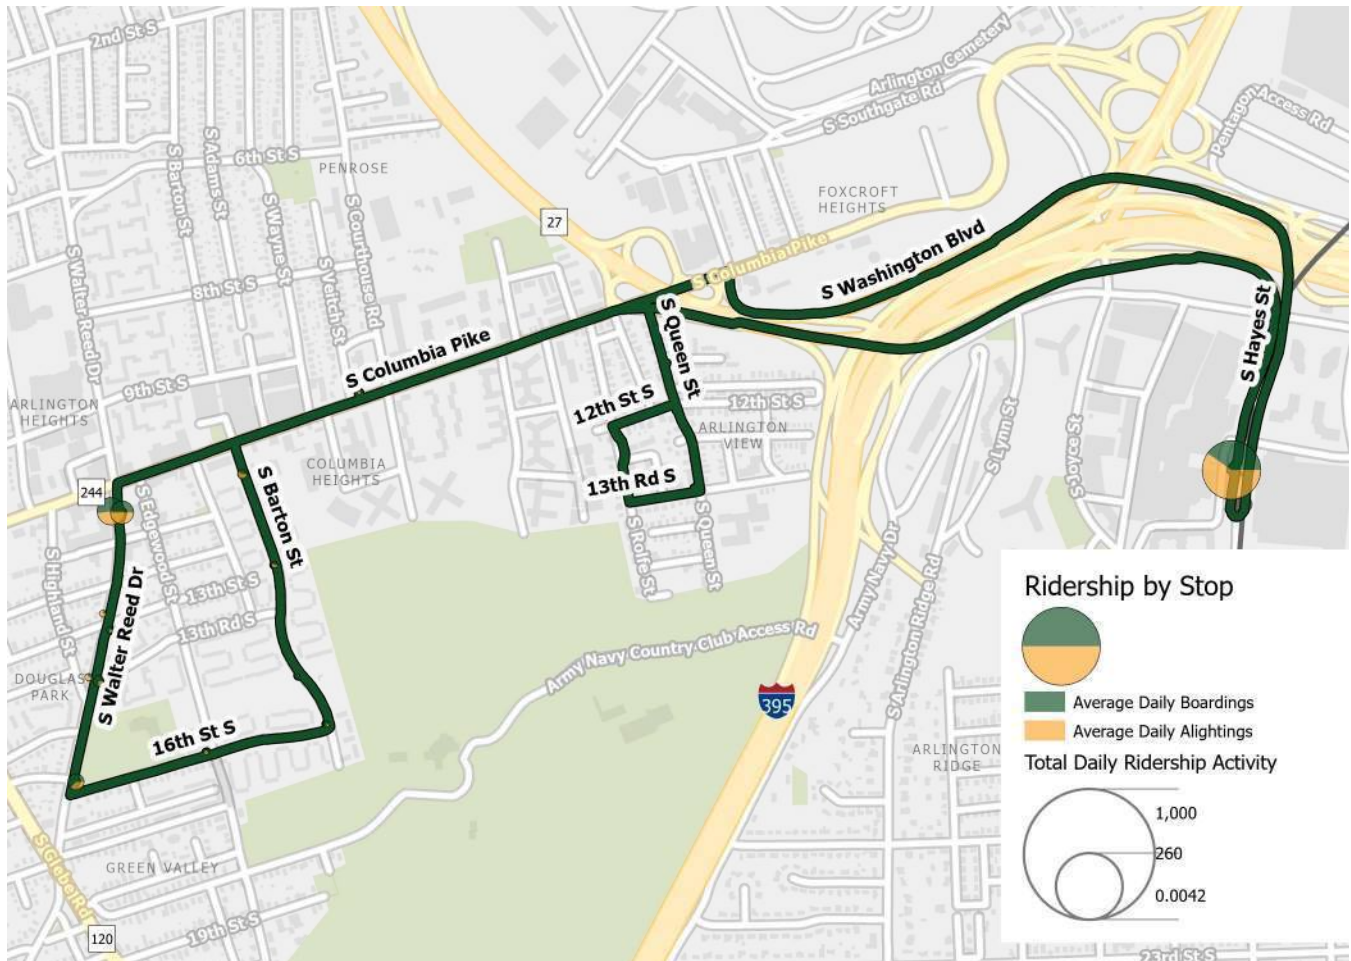 2nd St S
Arlington Cemetery
S Southgate Rd
Pentagon Access Rd
S Barton St
S Adams St
6th St S
PENROSE
S Wayne St
S Courthouse Rd
FOXCROFT
HEIGHTS
27
S Walter Reed Dr
8th St S
S Veitch St
S Columbia Pike
S Washington Blvd
S Queen St
S Hayes St
S Columbia Pike
9th St S
ARLINGTON
HEIGHTS
12th St S
12th St S
ARLINGTON
VIEW
S Lynn St
S Joyce St
COLUMBIA
HEIGHTS
13th Rd S
244
S Barton St
S Edgewood St
S Highland St
S Rolfe St
S Queen St
13th St S
13th Rd S
S Walter Reed Dr
Army Navy Dr
S Arlington Ridge Rd
Army Navy Country Club Access Rd
DOUGLAS
PARK
16th St S
395
ARLINGTON
RIDGE
S Glebe Rd
GREEN VALLEY
19th St S
120
23rd St S
Ridership by Stop
Average Daily Boardings
Average Daily Alightings
Total Daily Ridership Activity
1,000
260
0.0042